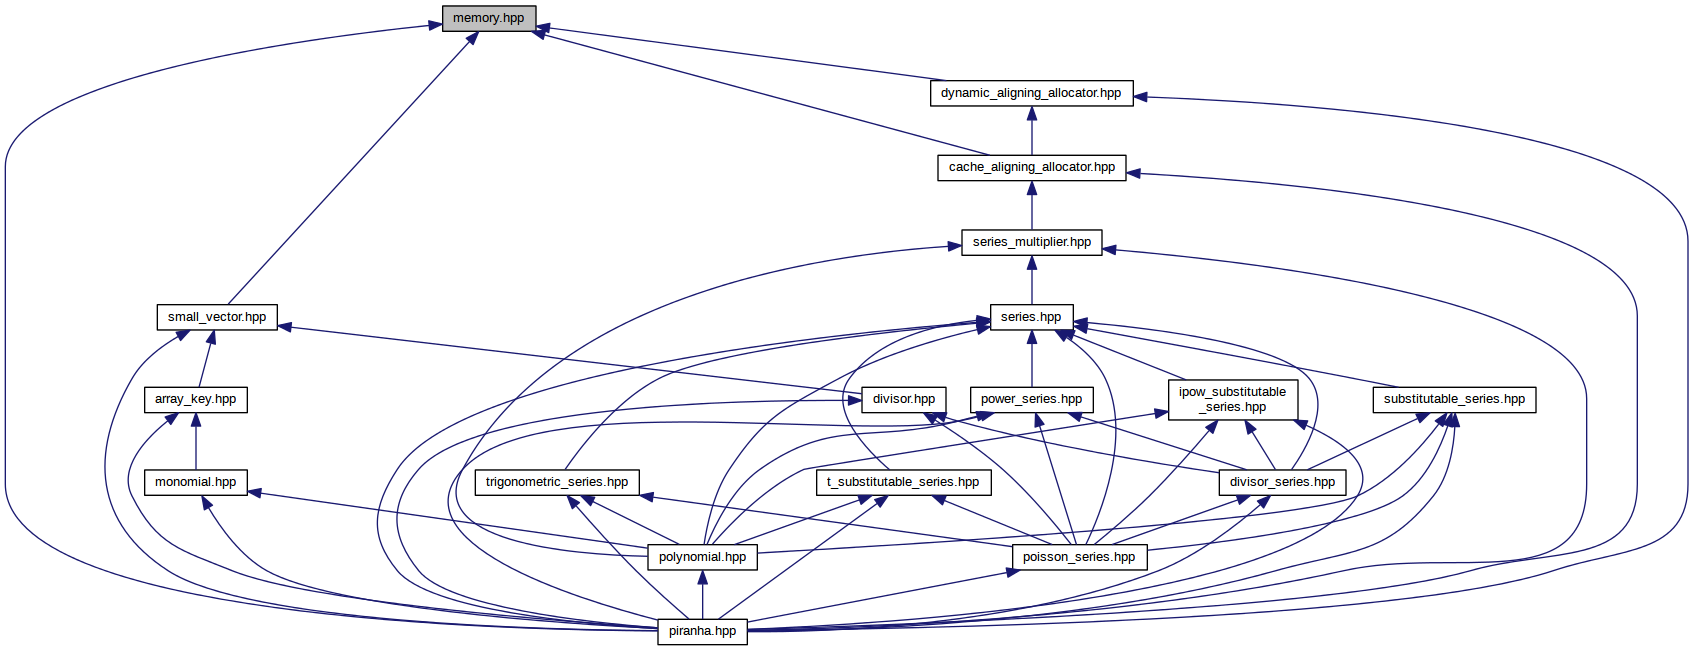 memory.hpp
dynamic_aligning_allocator.hpp
cache_aligning_allocator.hpp
series_multiplier.hpp
small_vector.hpp
series.hpp
array_key.hpp
divisor.hpp
power_series.hpp
ipow_substitutable
_series.hpp
substitutable_series.hpp
monomial.hpp
trigonometric_series.hpp
t_substitutable_series.hpp
divisor_series.hpp
polynomial.hpp
poisson_series.hpp
piranha.hpp